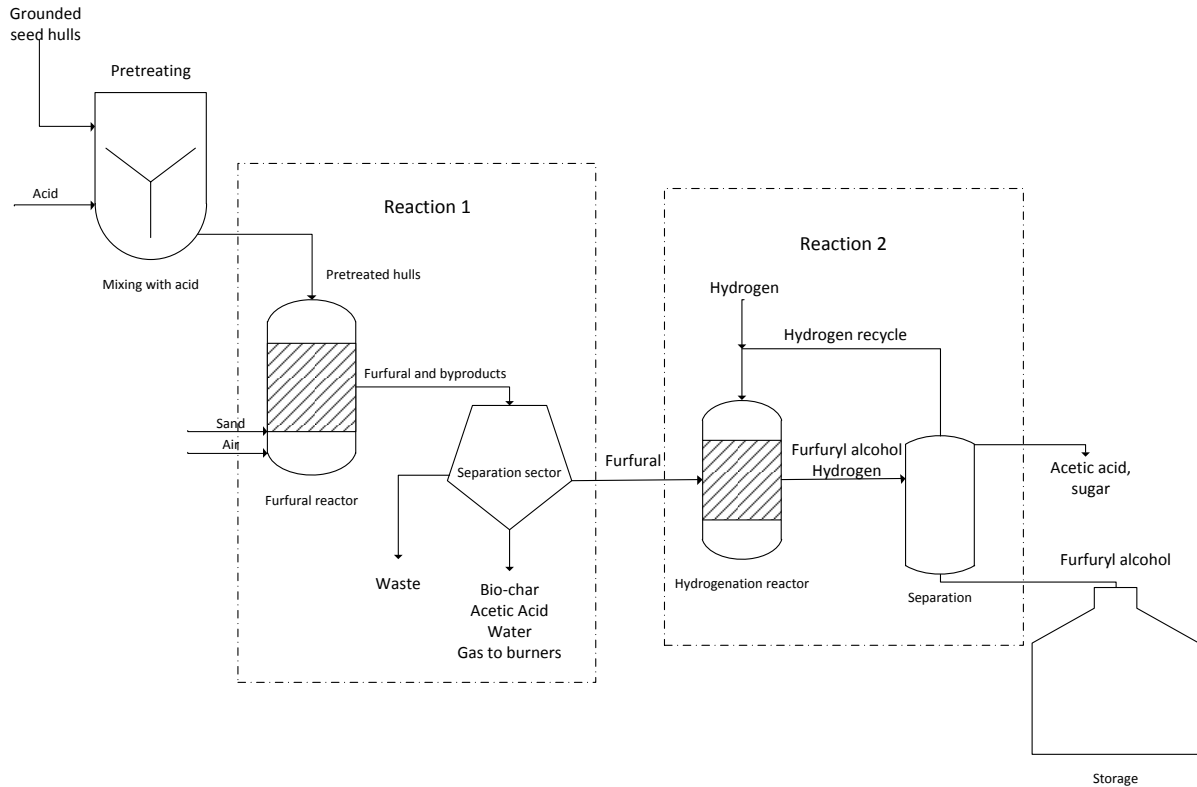 Grounded
seed hulls
Pretreating
Acid
Mixing with acid
Reaction 1
Pretreated hulls
Furfural and byproducts
Sand
Air
Furfural reactor
Separation sector
Waste
Bio-char
Acetic Acid
Water
Gas to burners
Furfural
Reaction 2
Hydrogen
Hydrogen recycle
Furfuryl alcohol
Hydrogen
Hydrogenation reactor
Acetic acid,
sugar
Separation
Furfuryl alcohol
Storage